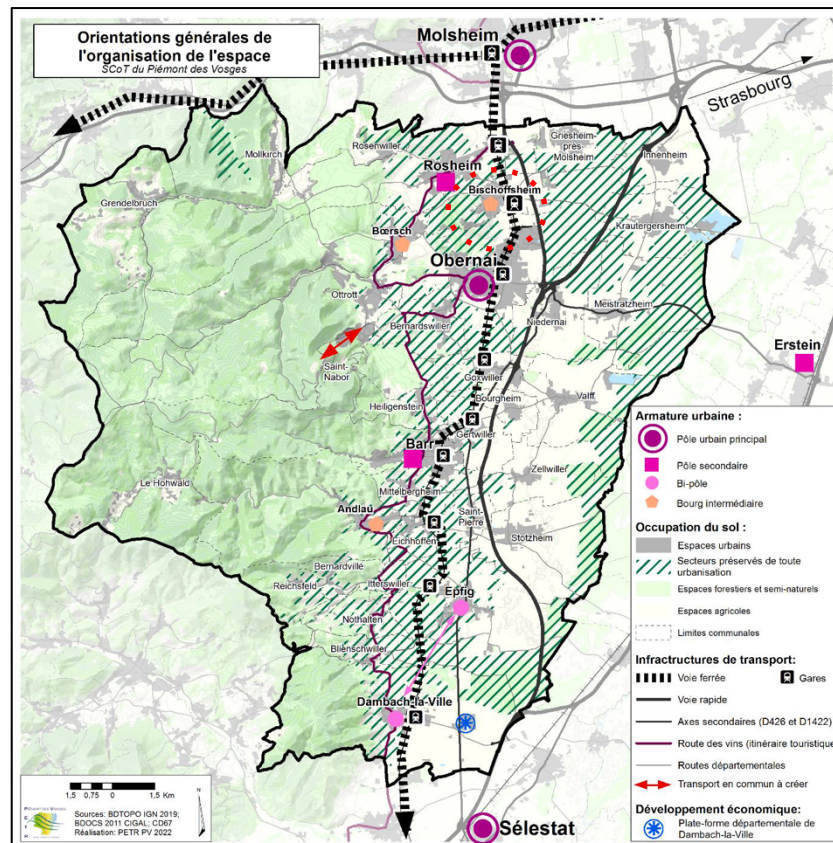 Orientations générales de
l'organisation de l'espace
SCoT du Piémont des Vosges
Molsheim
Strasbourg
Mollkirch
Rosenwiller
Griesheim-
près-
Molsheim
Innenheim
Grendelbruch
Rosheim
Bischoffsheim
Krautergersheim
Bœrsch
Obernai
Ottrott
Meistratzheim
Bernardswiller
Niedernai
Erstein
Saint-
Nabor
Goxwiller
Valff
Heiligenstein
Bourgheim
Barr
Gertwiller
Zellwiller
Le Hohwald
Mittelbergheim
Andlau
Saint-
Pierre
Eichhoffen
Stotzheim
Bernardvillé
Reichsfeld
Itterswiller
Epfig
Nothalten
Blienschwiller
Dambach-la-Ville
Sélestat
Armature urbaine :
Pôle urbain principal
Pôle secondaire
Bi-pôle
Bourg intermédiaire
Occupation du sol :
Espaces urbains
Secteurs préservés de toute
urbanisation
Espaces forestiers et semi-naturels
Espaces agricoles
Limites communales
Infrastructures de transport:
Voie ferrée
Gares
Voie rapide
Axes secondaires (D426 et D1422)
Route des vins (itinéraire touristique
Routes départementales
Transport en commun à créer
Développement économique:
Plate-forme départementale de
Dambach-la-Ville
1,5 0,75 0 1,5 Km
N
PIÉMONT DES VOSGES
P E T R
Sources: BDTOPO IGN 2019;
BDOCS 2011 CIGAL; CD67
Réalisation: PETR PV 2022